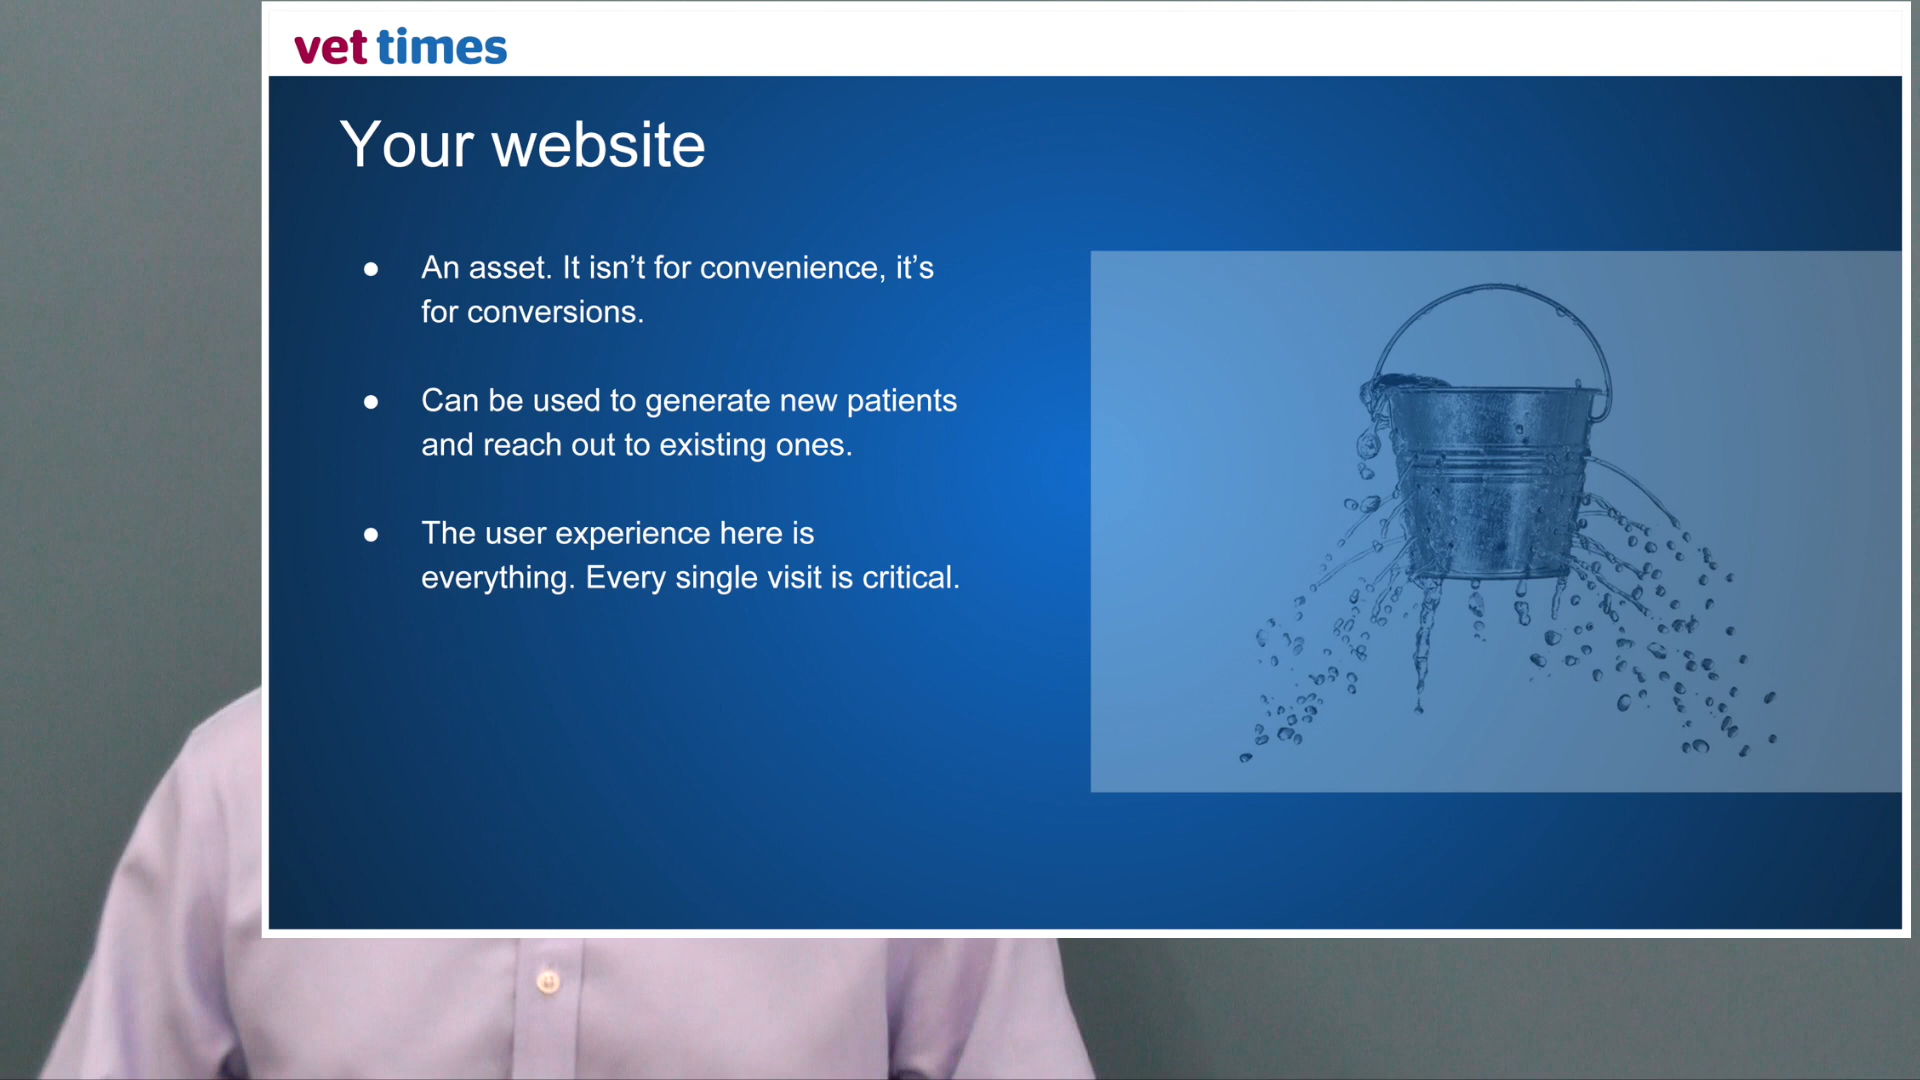 vet times
Your website
● An asset. It isn’t for convenience, it’s
for conversions.
● Can be used to generate new patients
and reach out to existing ones.
● The user experience here is
everything. Every single visit is critical.